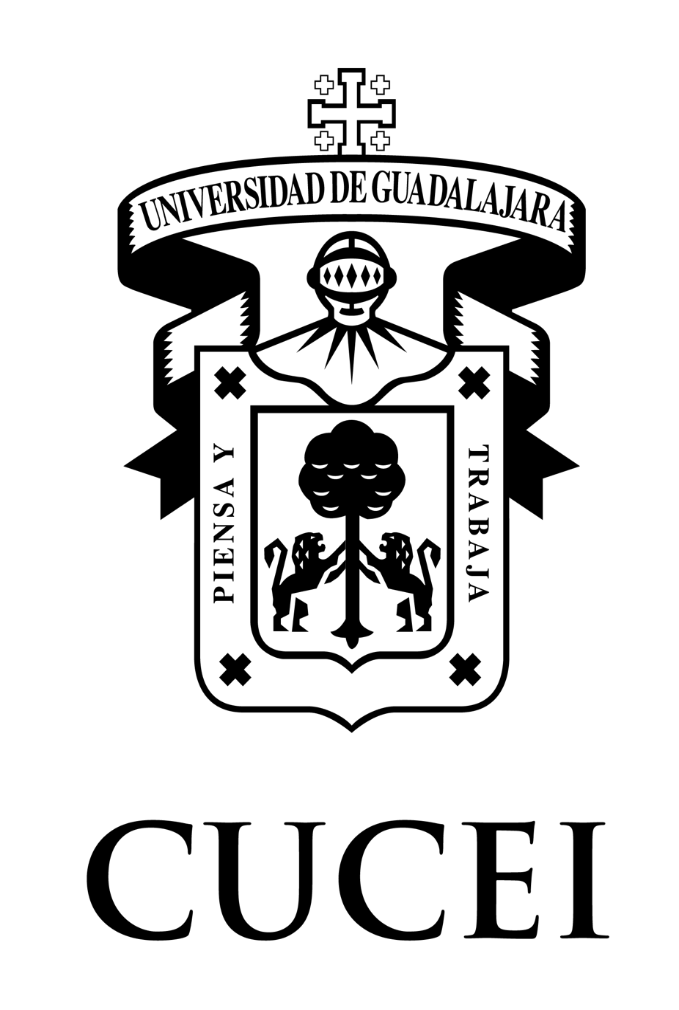 UNIVERSIDAD DE GUADALAJARA
PIENSA Y
TRABAJA
CUCEI